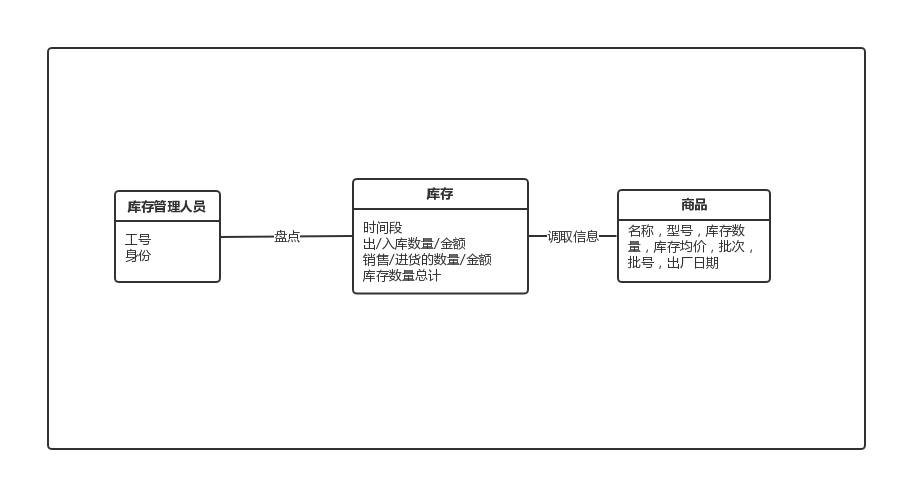 库存管理人员
工号
身份
盘点
库存
时间段
出/入库数量/金额
销售/进货的数量/金额
库存数量总计
调取信息
商品
名称，型号，库存数
量，库存均价，批次，
批号，出厂日期